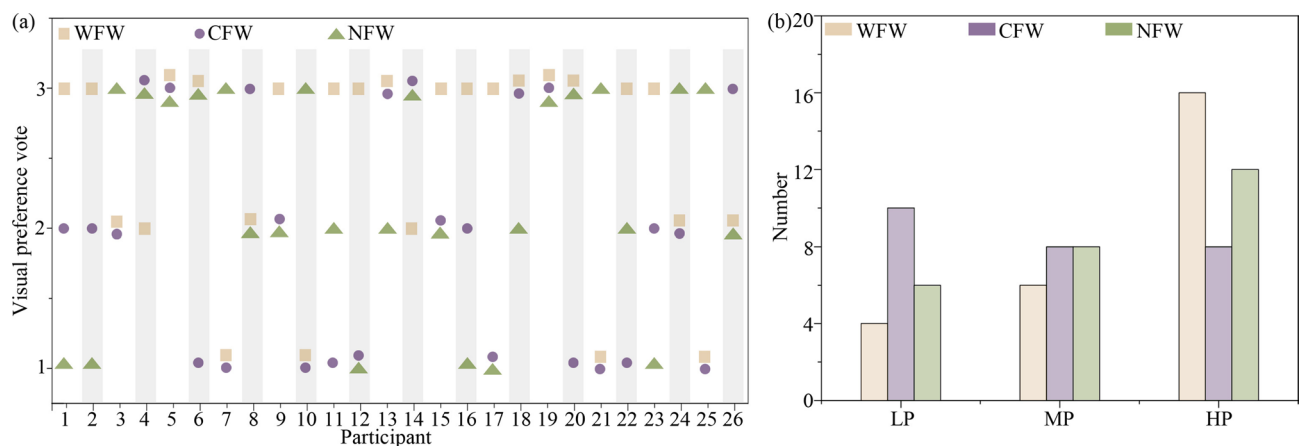 (a)
WFW CFW NFW
Visual preference vote
3
2
1
1 2 3 4 5 6 7 8 9 10 11 12 13 14 15 16 17 18 19 20 21 22 23 24 25 26
Participant
(b)
WFW CFW NFW
Number
20
16
12
8
4
0
LP MP HP